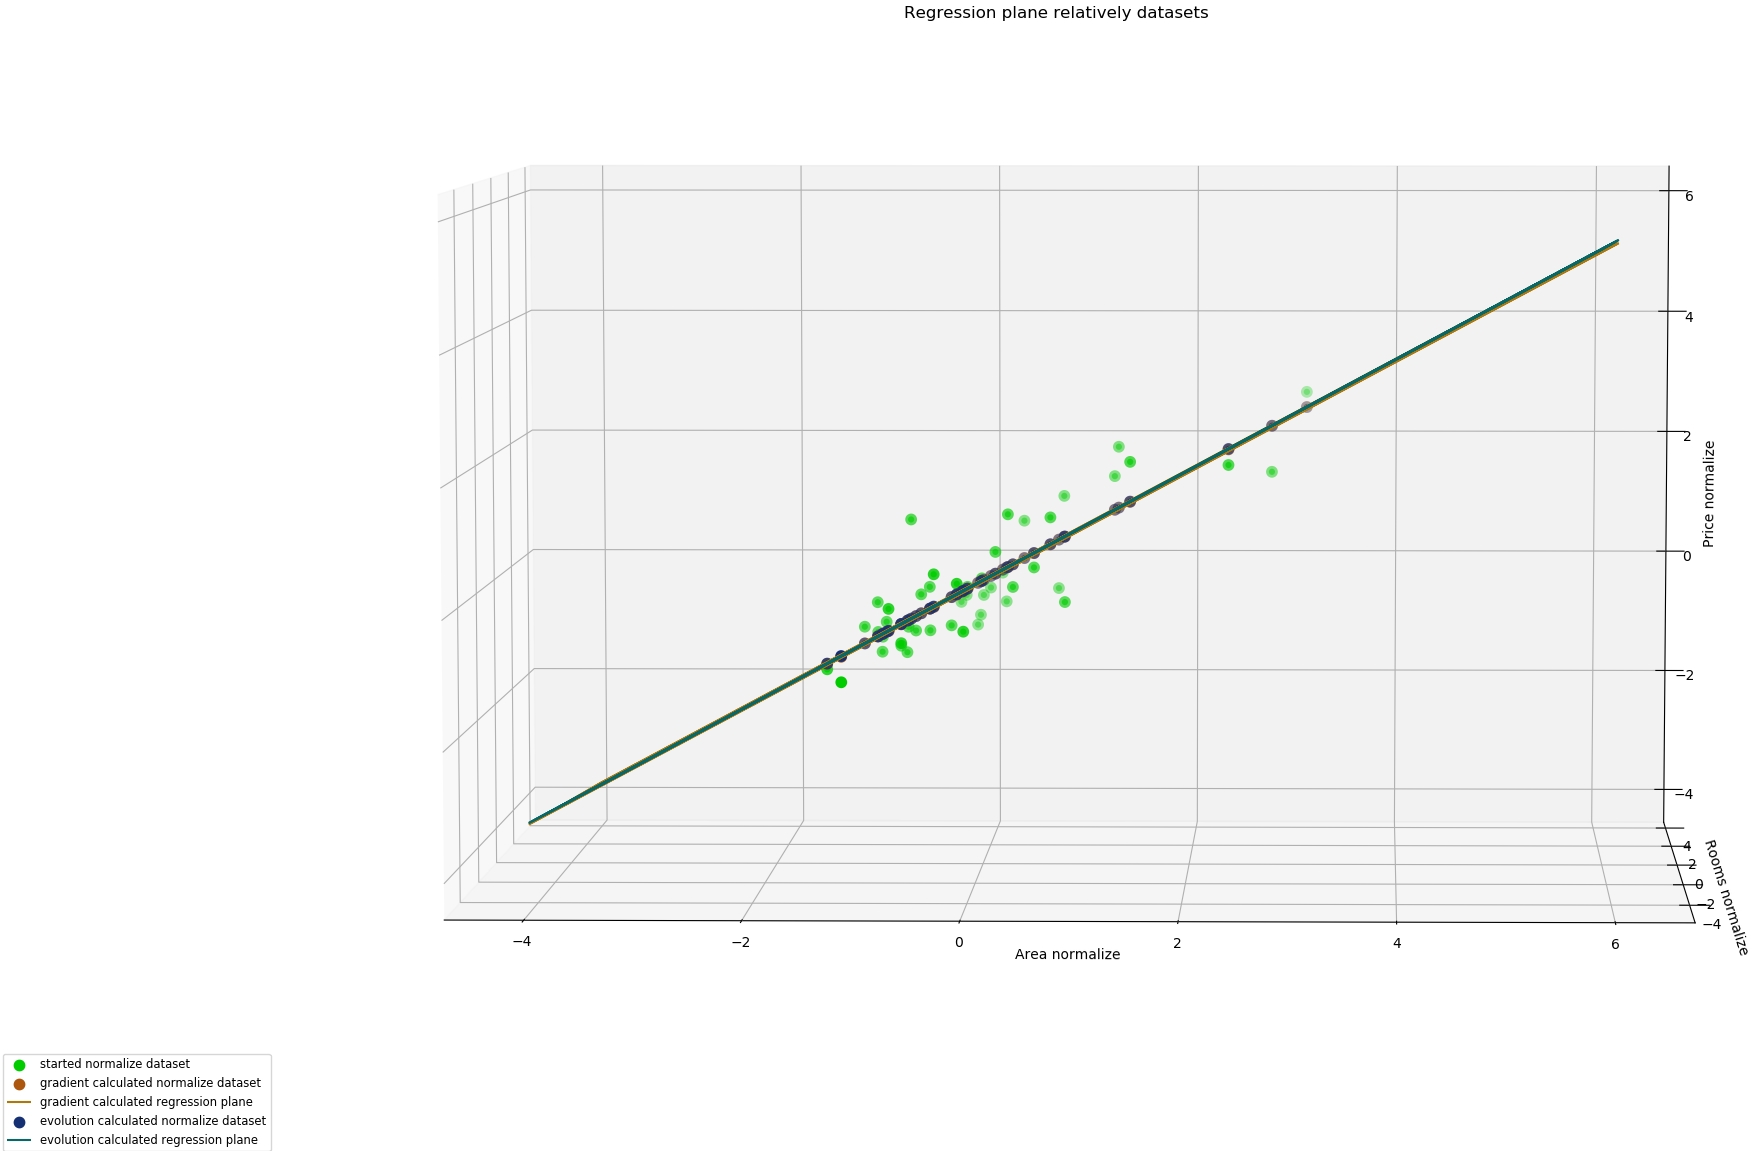 Regression plane relatively datasets
6
4
2
0
−2
−4
Price normalize
4
2
0
−2
−4
Rooms normalize
−4
−2
0
2
4
6
Area normalize
started normalize dataset
gradient calculated normalize dataset
gradient calculated regression plane
evolution calculated normalize dataset
evolution calculated regression plane